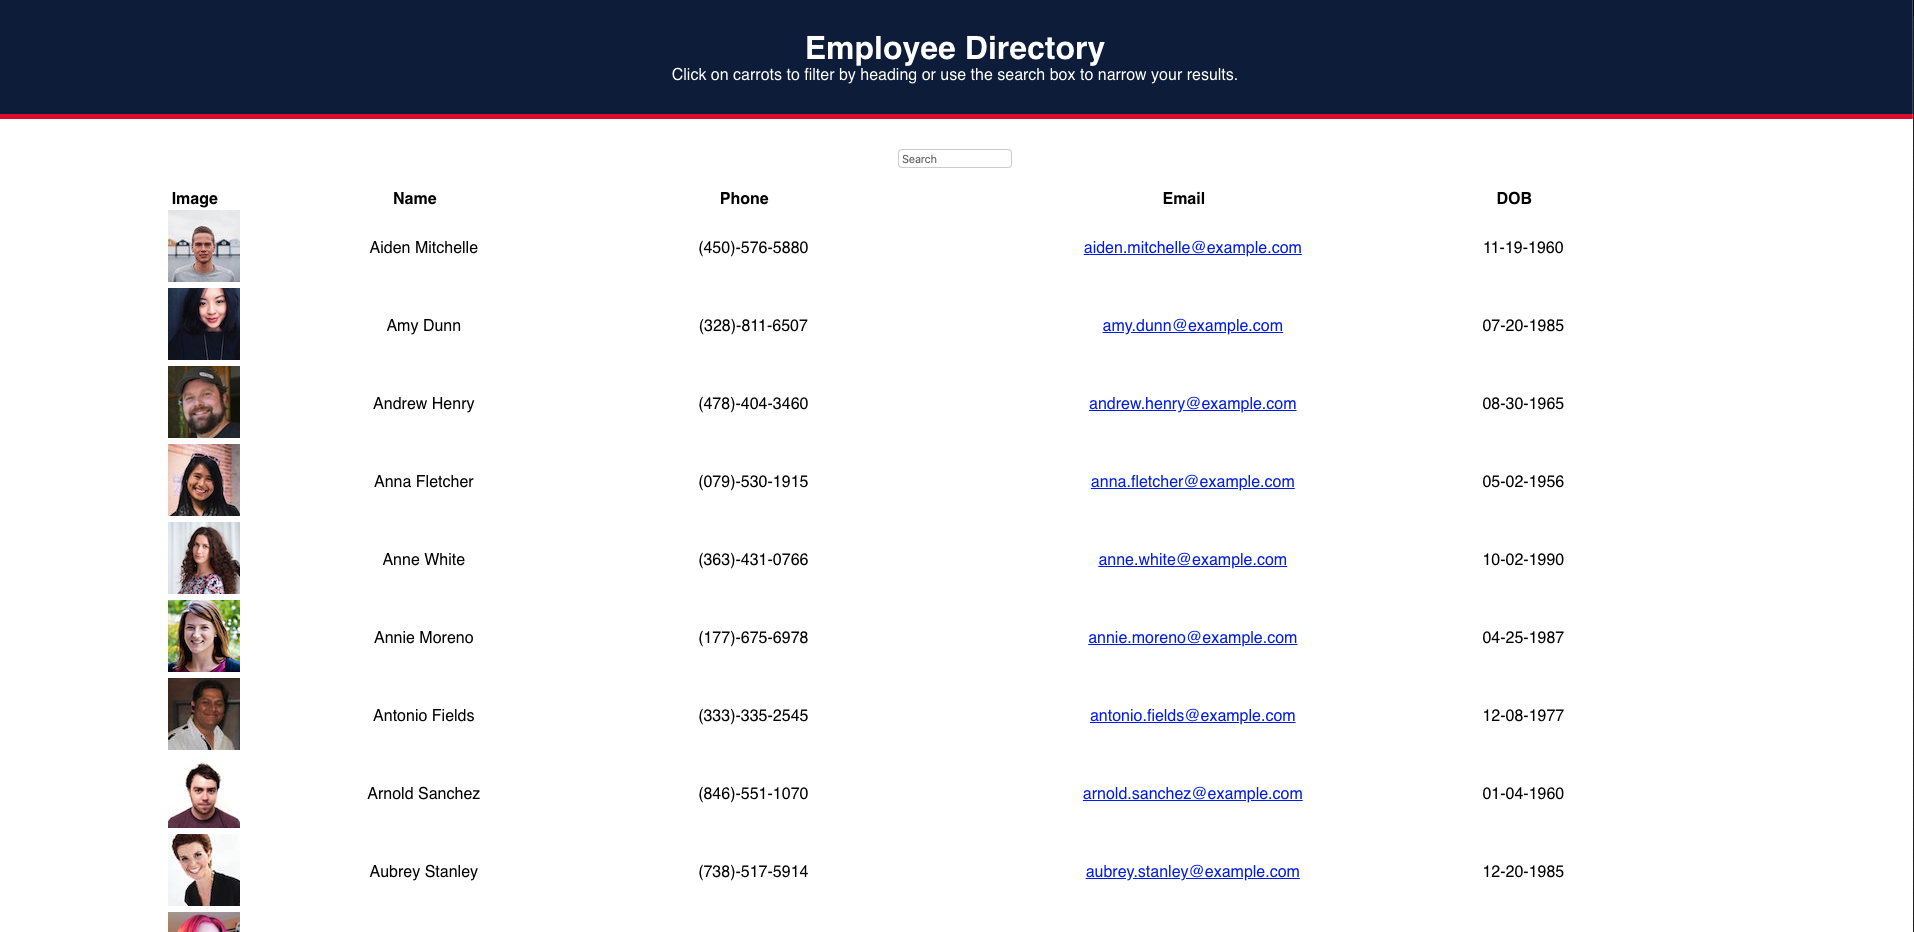 Employee Directory
Click on carrots to filter by heading or use the search box to narrow your results.
Search
Image Name Phone Email DOB
Aiden Mitchelle (450)-576-5880 aiden.mitchelle@example.com 11-19-1960
Amy Dunn (328)-811-6507 amy.dunn@example.com 07-20-1985
Andrew Henry (478)-404-3460 andrew.henry@example.com 08-30-1965
Anna Fletcher (079)-530-1915 anna.fletcher@example.com 05-02-1956
Anne White (363)-431-0766 anne.white@example.com 10-02-1990
Annie Moreno (177)-675-6978 annie.moreno@example.com 04-25-1987
Antonio Fields (333)-335-2545 antonio.fields@example.com 12-08-1977
Arnold Sanchez (846)-551-1070 arnold.sanchez@example.com 01-04-1960
Aubrey Stanley (738)-517-5914 aubrey.stanley@example.com 12-20-1985